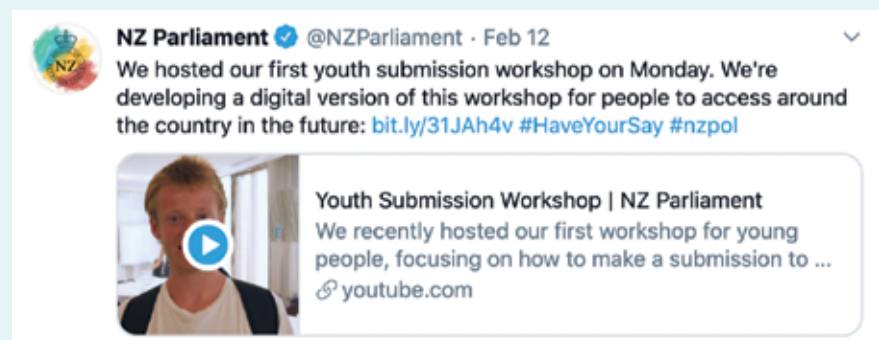 NZ
NZ Parliament @NZParliament · Feb 12
We hosted our first youth submission workshop on Monday. We're
developing a digital version of this workshop for people to access around
the country in the future: bit.ly/31JAh4v #HaveYourSay #nzpol
Youth Submission Workshop | NZ Parliament
We recently hosted our first workshop for young
people, focusing on how to make a submission to ...
youtube.com